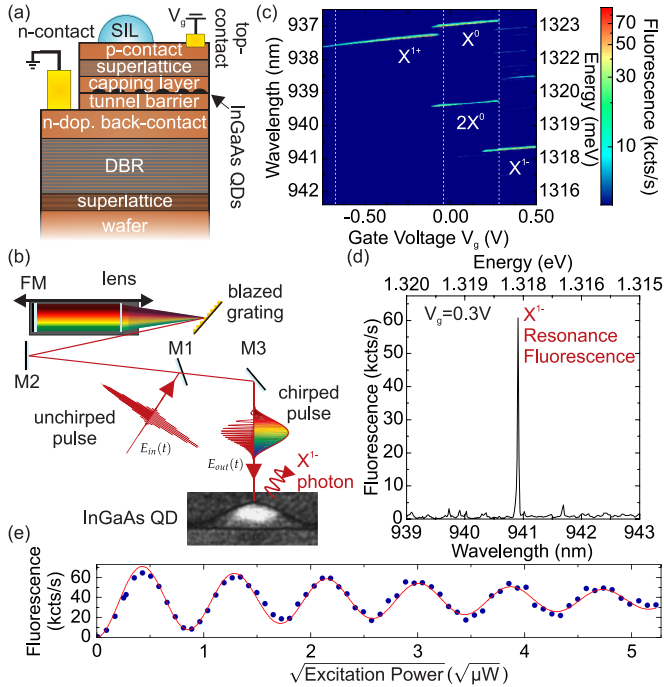 (a)
n-contact
SIL
V_g
top-contact
p-contact
superlattice
capping layer
tunnel barrier
n-dop. back-contact
InGaAs QDs
DBR
superlattice
wafer
(c)
Wavelength (nm)
937
938
939
940
941
942
X^1+
X^0
2X^0
X^1-
-0.50
0.00
0.50
Gate Voltage V_g (V)
1323
1322
1320
1319
1318
1316
Energy (meV)
70
50
30
10
Fluorescence (kcts/s)
(b)
FM
lens
blazed
grating
M2
M1
M3
unchirped
pulse
E_in(t)
chirped
pulse
E_out(t)
X^1-
photon
InGaAs QD
(d)
Energy (eV)
1.320
1.319
1.318
1.316
1.315
V_g=0.3V
X^1-
Resonance
Fluorescence
Fluorescence (kcts/s)
80
70
60
50
40
30
20
10
0
939
940
941
942
943
Wavelength (nm)
(e)
Fluorescence
(kcts/s)
60
40
20
0
0
1
2
3
4
5
√Excitation Power (√µW)